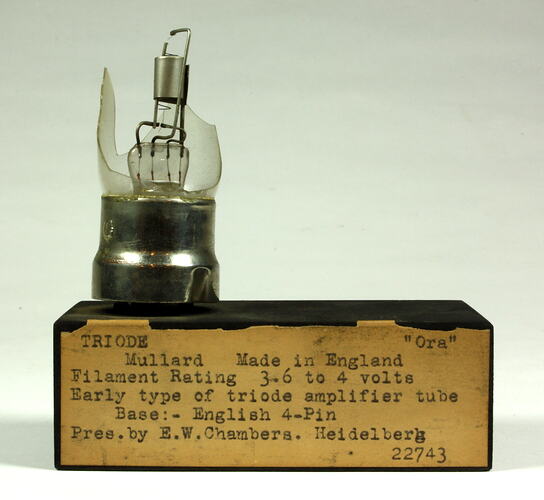 TRIODE "Ora"
Mullard Made in England
Filament Rating 3.6 to 4 volts
Early type of triode amplifier tube
Base:- English 4-Pin
Pres.by E.W.Chambers. Heidelberg
22743